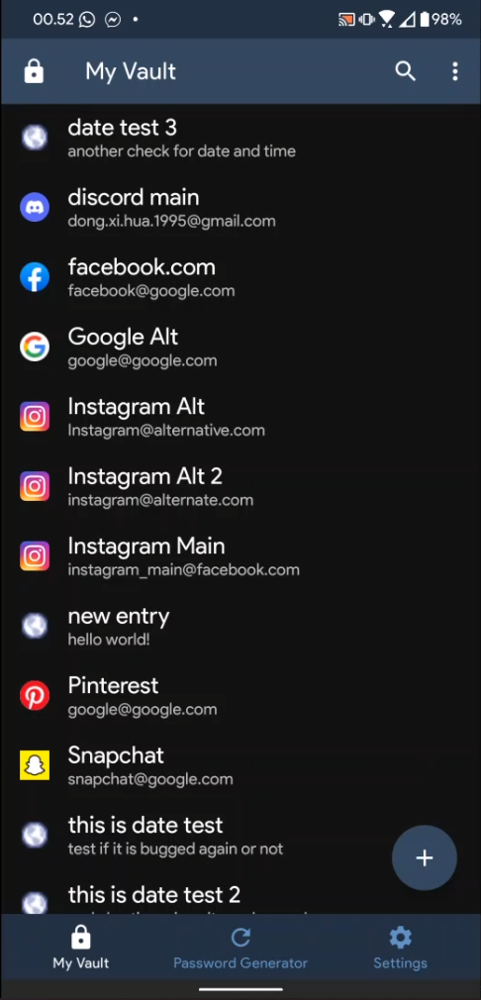 00.52 98%
My Vault
date test 3
another check for date and time
discord main
dong.xi.hua.1995@gmail.com
facebook.com
facebook@google.com
Google Alt
google@google.com
Instagram Alt
Instagram@alternative.com
Instagram Alt 2
instagram@alternate.com
Instagram Main
instagram_main@facebook.com
new entry
hello world!
Pinterest
google@google.com
Snapchat
snapchat@google.com
this is date test
test if it is bugged again or not
this is date test 2
My Vault Password Generator Settings